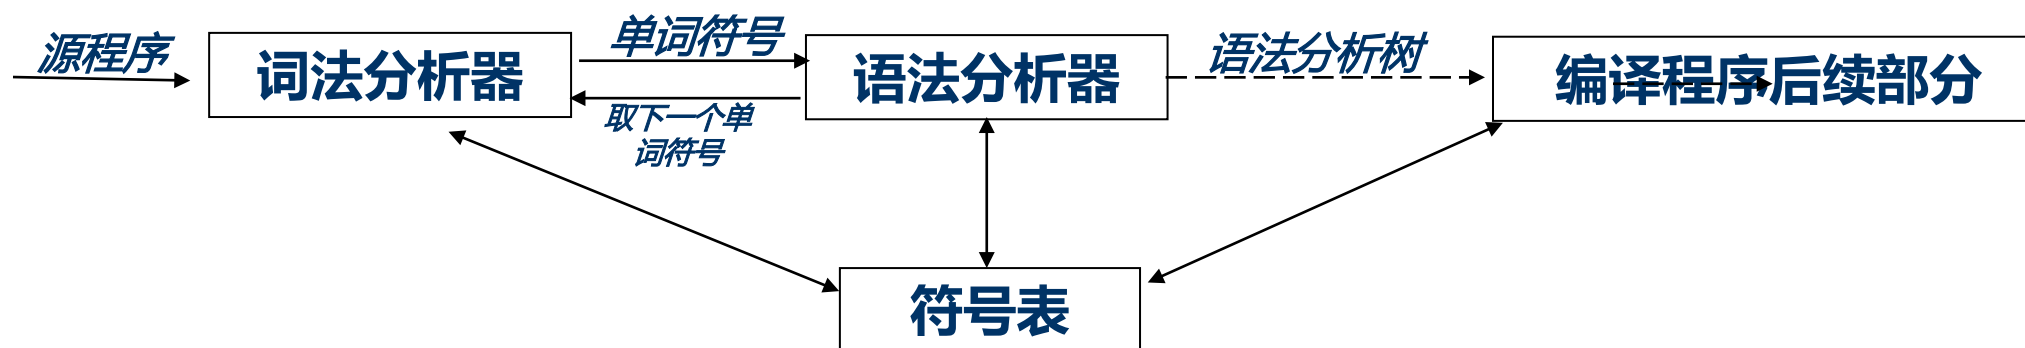 源程序
词法分析器
单词符号
取下一个单
词符号
语法分析器
语法分析树
编译程序后续部分
符号表